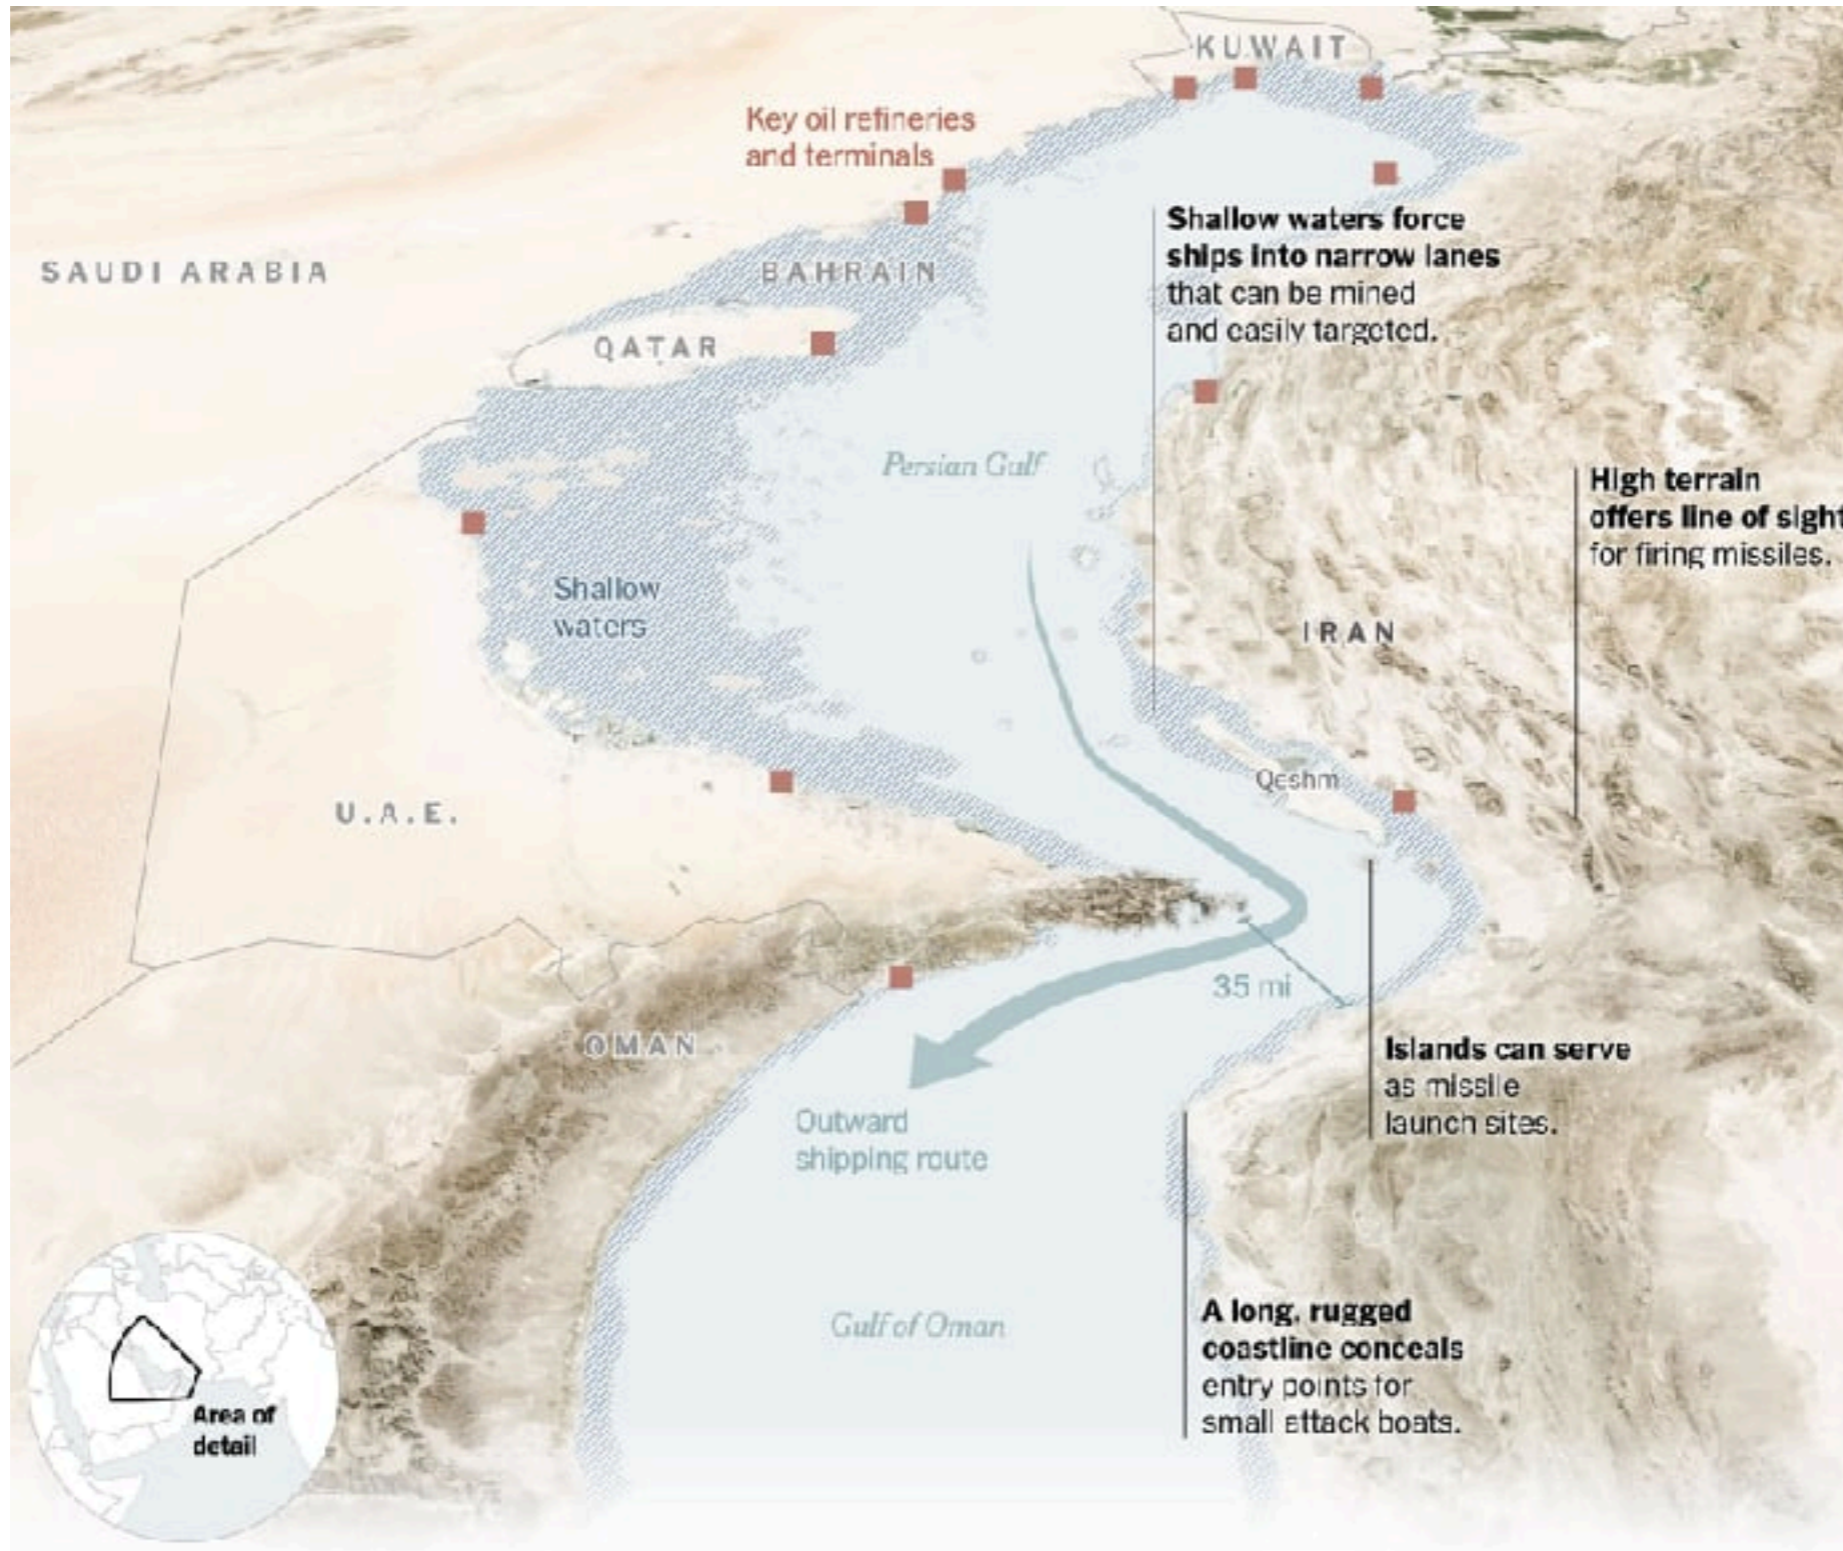 KUWAIT
Key oil refineries
and terminals
Shallow waters force
ships into narrow lanes
that can be mined
and easily targeted.
SAUDI ARABIA
BAHRAIN
QATAR
Persian Gulf
High terrain
offers line of sight
for firing missiles.
Shallow
waters
IRAN
Qeshm
U.A.E.
35 mi
OMAN
Islands can serve
as missile
launch sites.
Outward
shipping route
Gulf of Oman
A long, rugged
coastline conceals
entry points for
small attack boats.
Area of
detail